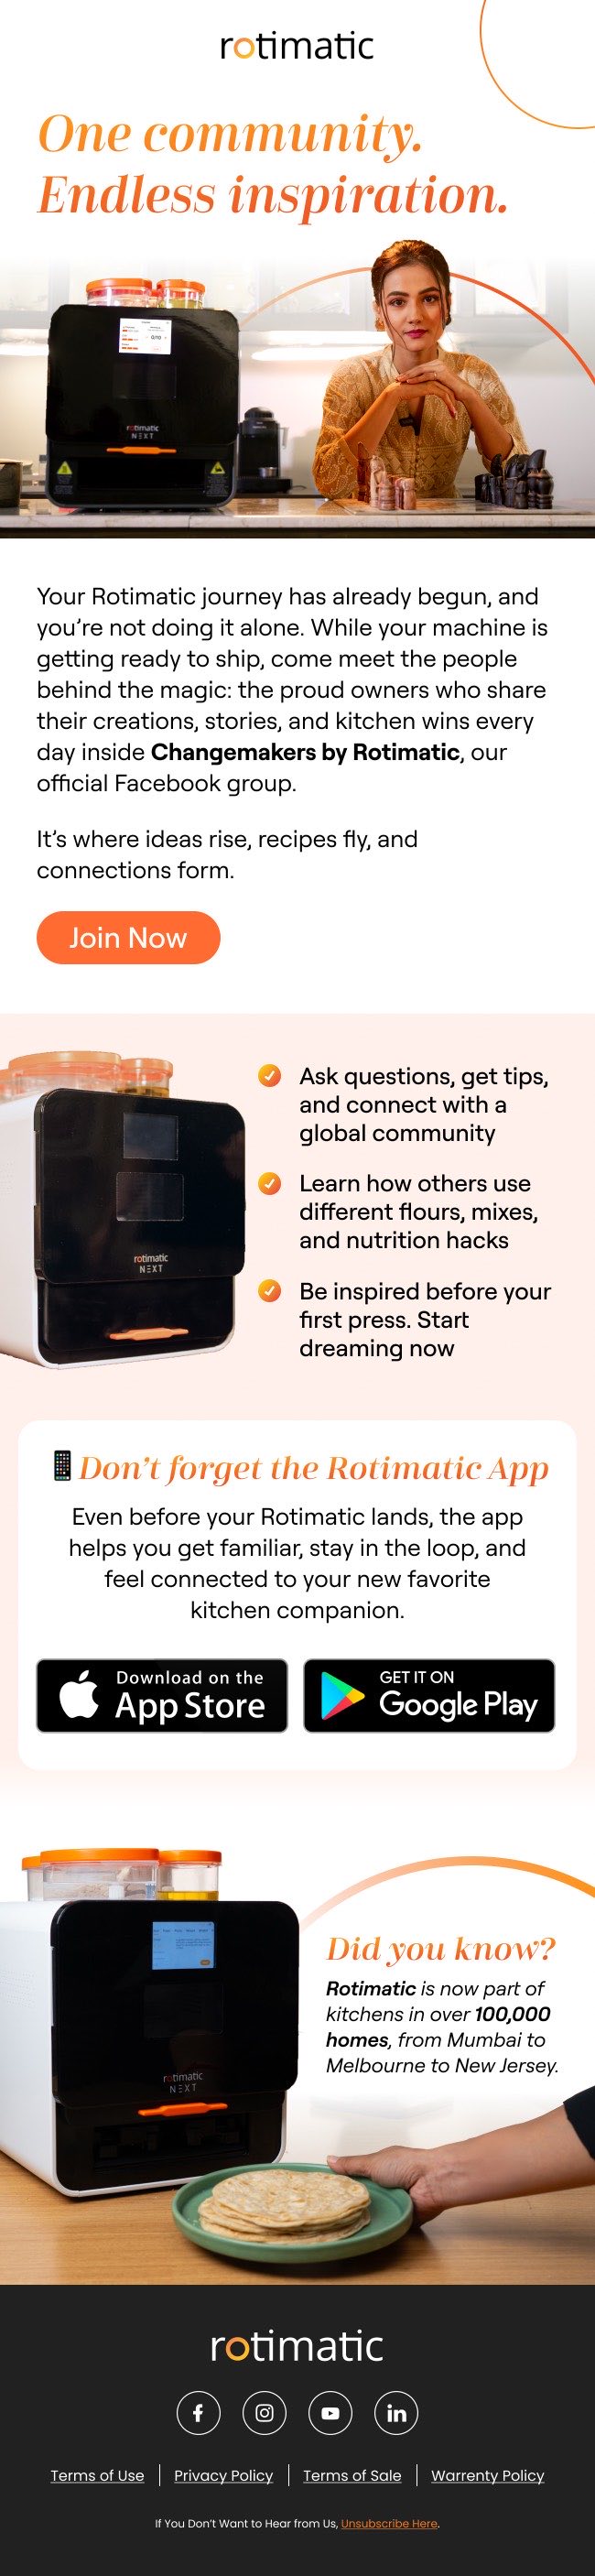 rotimatic
One community.
Endless inspiration.
rotimatic
NEXT
Your Rotimatic journey has already begun, and
you’re not doing it alone. While your machine is
getting ready to ship, come meet the people
behind the magic: the proud owners who share
their creations, stories, and kitchen wins every
day inside Changemakers by Rotimatic, our
official Facebook group.
It’s where ideas rise, recipes fly, and
connections form.
Join Now
Ask questions, get tips,
and connect with a
global community
Learn how others use
different flours, mixes,
and nutrition hacks
Be inspired before your
first press. Start
dreaming now
rotimatic
NEXT
Don’t forget the Rotimatic App
Even before your Rotimatic lands, the app
helps you get familiar, stay in the loop, and
feel connected to your new favorite
kitchen companion.
Download on the
App Store
GET IT ON
Google Play
Did you know?
Rotimatic is now part of
kitchens in over 100,000
homes, from Mumbai to
Melbourne to New Jersey.
rotimatic
NEXT
rotimatic
Terms of Use | Privacy Policy | Terms of Sale | Warrenty Policy
If You Don’t Want to Hear from Us, Unsubscribe Here.